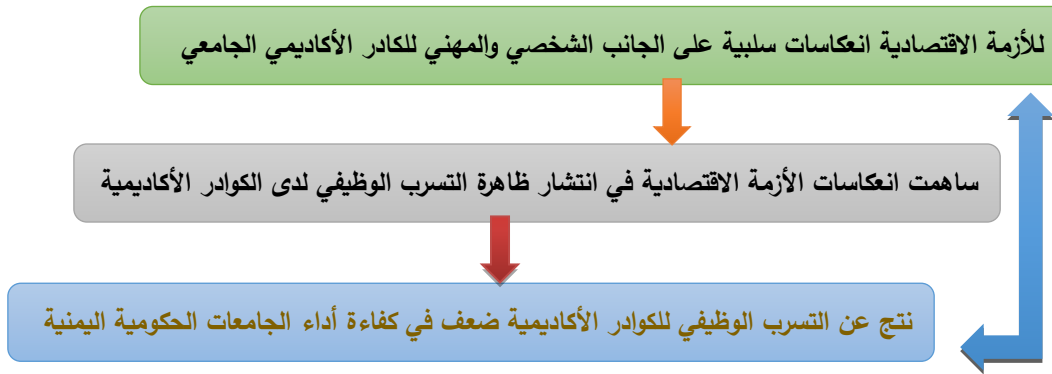 للأزمة الاقتصادية انعكاسات سلبية على الجانب الشخصي والمهني للكادر الأكاديمي الجامعي
ساهمت انعكاسات الأزمة الاقتصادية في انتشار ظاهرة التسرب الوظيفي لدى الكوادر الأكاديمية
نتج عن التسرب الوظيفي للكوادر الأكاديمية ضعف في كفاءة أداء الجامعات الحكومية اليمنية